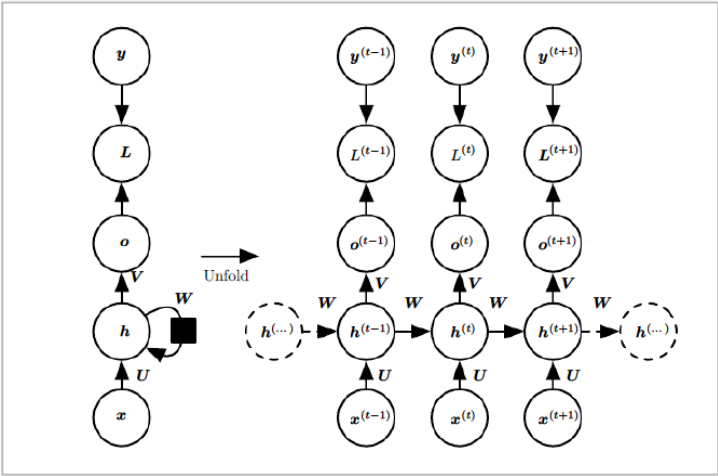 y y^(t−1) y^(t) y^(t+1)
L L^(t−1) L^(t) L^(t+1)
o o^(t−1) o^(t) o^(t+1)
Unfold
V V V V
W W W W W
h h^(...) h^(t−1) h^(t) h^(t+1) h^(...)
U U U U
x x^(t−1) x^(t) x^(t+1)